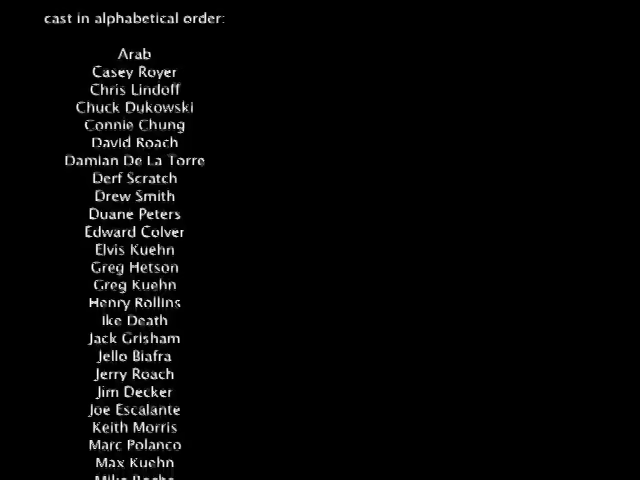 cast in alphabetical order:
Arab
Casey Royer
Chris Lindoff
Chuck Dukowski
Connie Chung
David Roach
Damian De La Torre
Derf Scratch
Drew Smith
Duane Peters
Edward Colver
Elvis Kuehn
Greg Hetson
Greg Kuehn
Henry Rollins
Ike Death
Jack Grisham
Jello Biafra
Jerry Roach
Jim Decker
Joe Escalante
Keith Morris
Marc Polanco
Max Kuehn